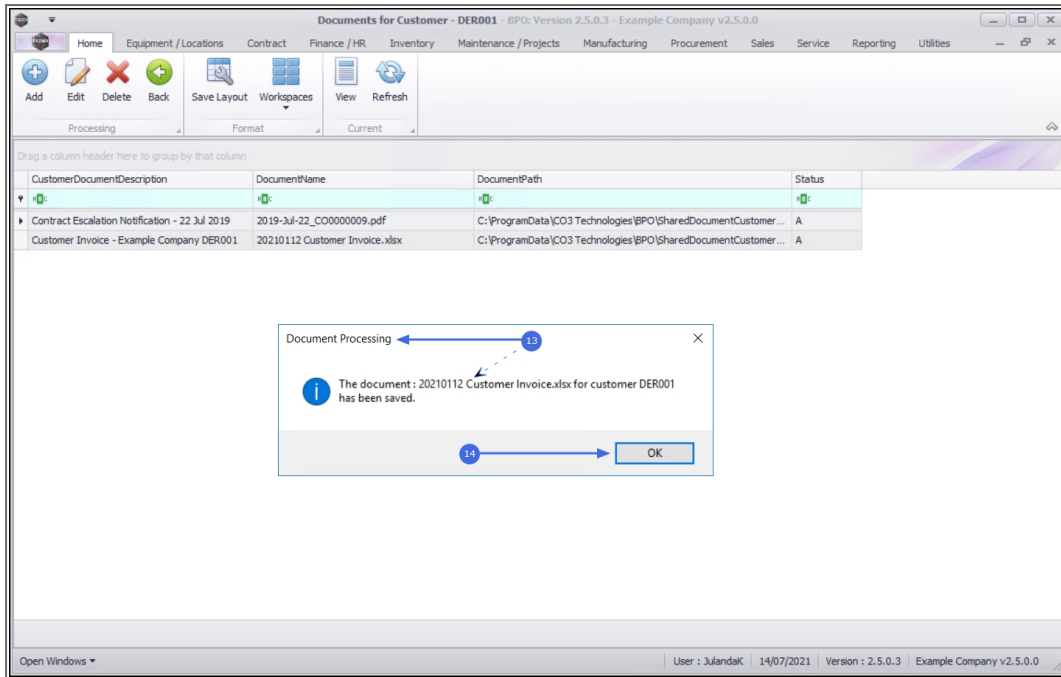 Documents for Customer - DER001 - BPO: Version 2.5.0.3 - Example Company v2.5.0.0
Home Equipment / Locations Contract Finance / HR Inventory Maintenance / Projects Manufacturing Procurement Sales Service Reporting Utilities
Add Edit Delete Back Save Layout Workspaces View Refresh
Processing Format Current
Drag a column header here to group by that column
CustomerDocumentDescription DocumentName DocumentPath Status
Contract Escalation Notification - 22 Jul 2019 2019-Jul-22_CO0000009.pdf C:\ProgramData\CO3 Technologies\BPO\SharedDocumentCustomer... A
Customer Invoice - Example Company DER001 20210112 Customer Invoice.xlsx C:\ProgramData\CO3 Technologies\BPO\SharedDocumentCustomer... A
Document Processing 13
The document : 20210112 Customer Invoice.xlsx for customer DER001
has been saved.
14 OK
Open Windows User : JulandaK 14/07/2021 Version : 2.5.0.3 Example Company v2.5.0.0